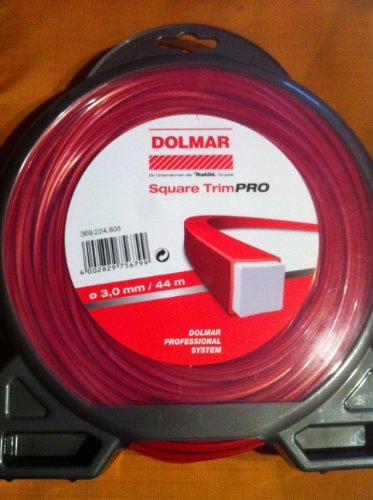 DOLMAR
Ein Unternehmen der Makita Gruppe
Square TrimPRO
369.224.803
4 002829 756799
ø 3,0 mm / 44 m
DOLMAR
PROFESSIONAL
SYSTEM